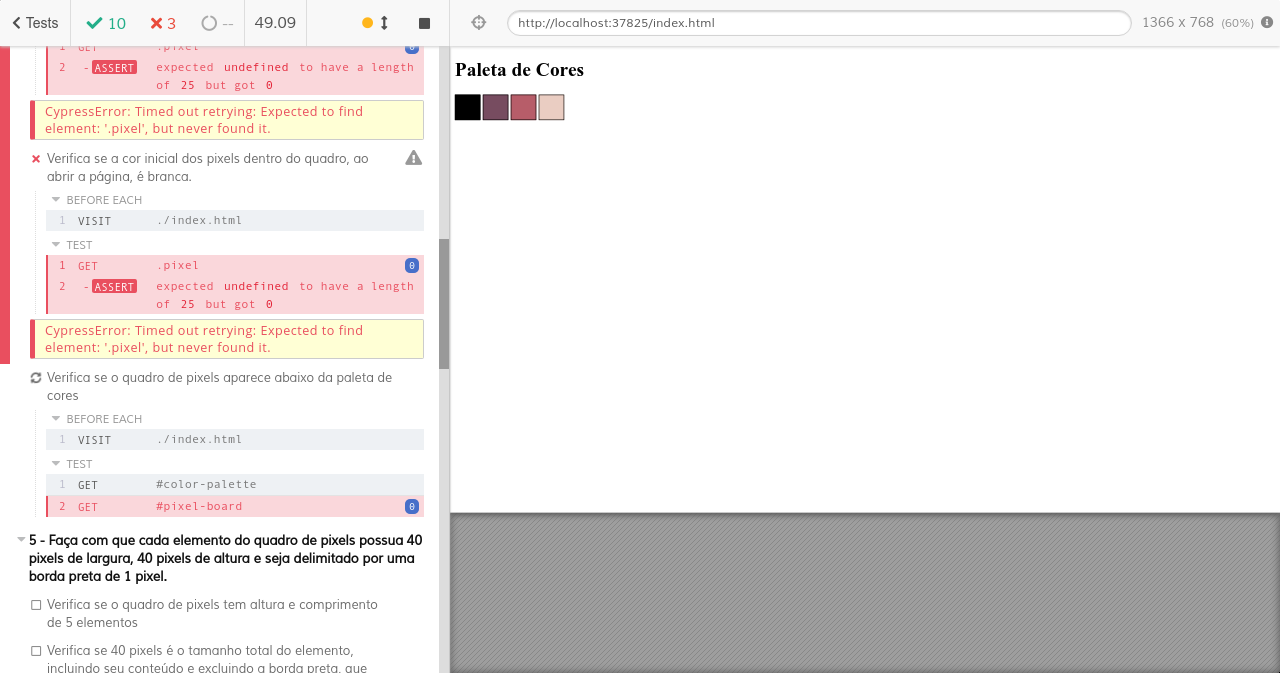 Tests 10 3 -- 49.09
http://localhost:37825/index.html 1366 x 768 (60%)
1 GET .pixel 0
2 -ASSERT expected undefined to have a length
of 25 but got 0
CypressError: Timed out retrying: Expected to find
element: '.pixel', but never found it.
Verifica se a cor inicial dos pixels dentro do quadro, ao
abrir a página, é branca.
BEFORE EACH
1 VISIT ./index.html
TEST
1 GET .pixel 0
2 -ASSERT expected undefined to have a length
of 25 but got 0
CypressError: Timed out retrying: Expected to find
element: '.pixel', but never found it.
Verifica se o quadro de pixels aparece abaixo da paleta de
cores
BEFORE EACH
1 VISIT ./index.html
TEST
1 GET #color-palette
2 GET #pixel-board 0
5 - Faça com que cada elemento do quadro de pixels possua 40
pixels de largura, 40 pixels de altura e seja delimitado por uma
borda preta de 1 pixel.
Verifica se o quadro de pixels tem altura e comprimento
de 5 elementos
Verifica se 40 pixels é o tamanho total do elemento,
incluindo seu conteúdo e excluindo a borda preta, que
Paleta de Cores